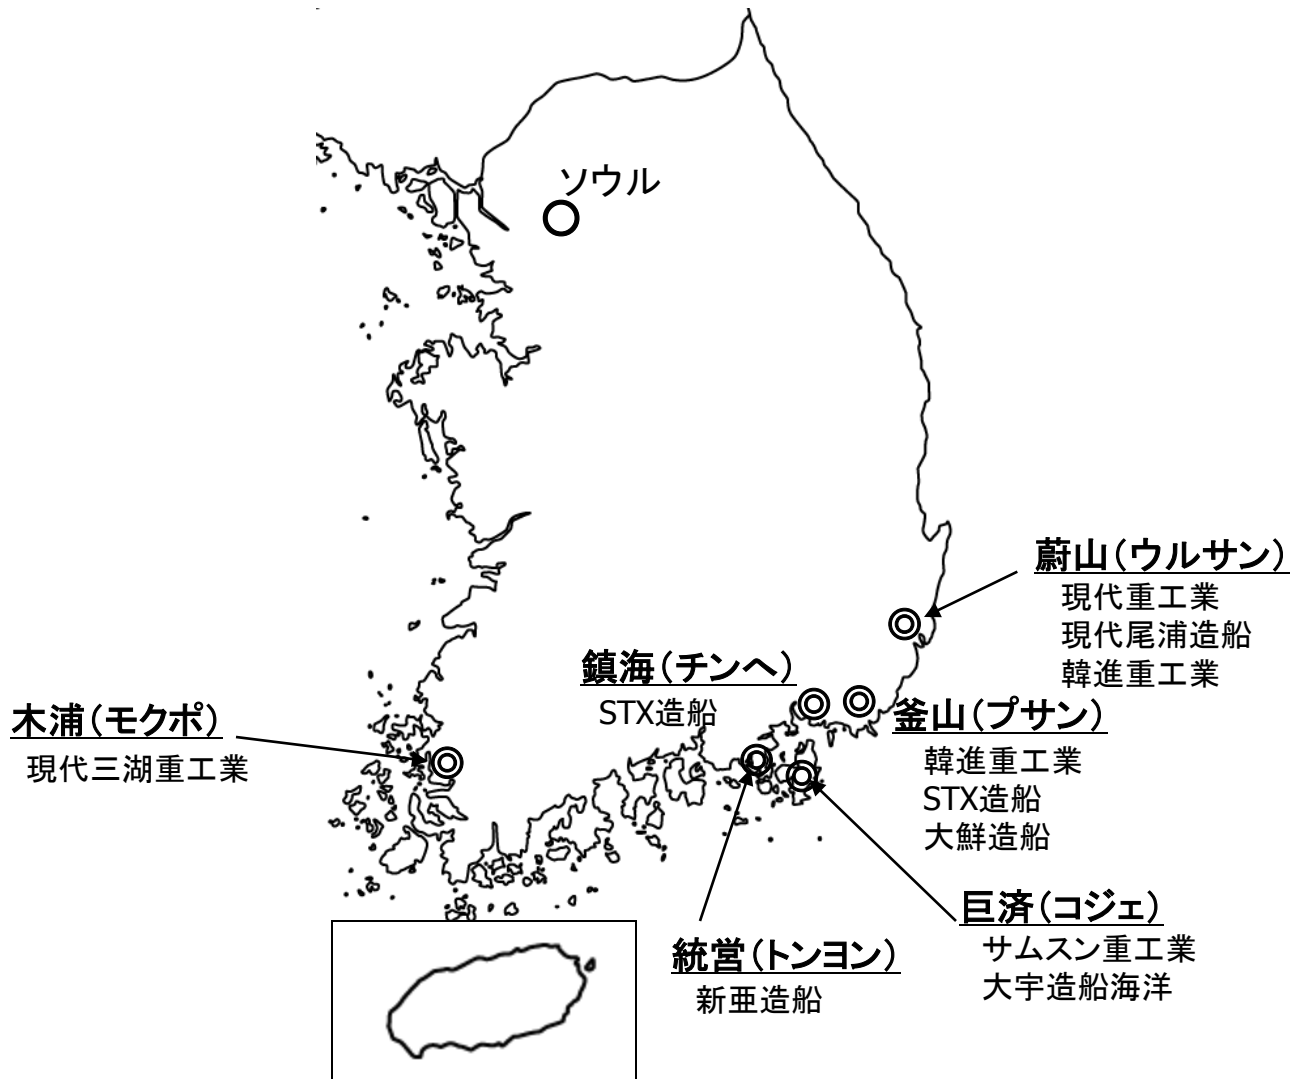 ソウル
蔚山（ウルサン）
現代重工業
現代尾浦造船
韓進重工業
鎮海（チンヘ）
STX造船
釜山（プサン）
韓進重工業
STX造船
大鮮造船
木浦（モクポ）
現代三湖重工業
巨済（コジェ）
サムスン重工業
大宇造船海洋
統営（トンヨン）
新亜造船